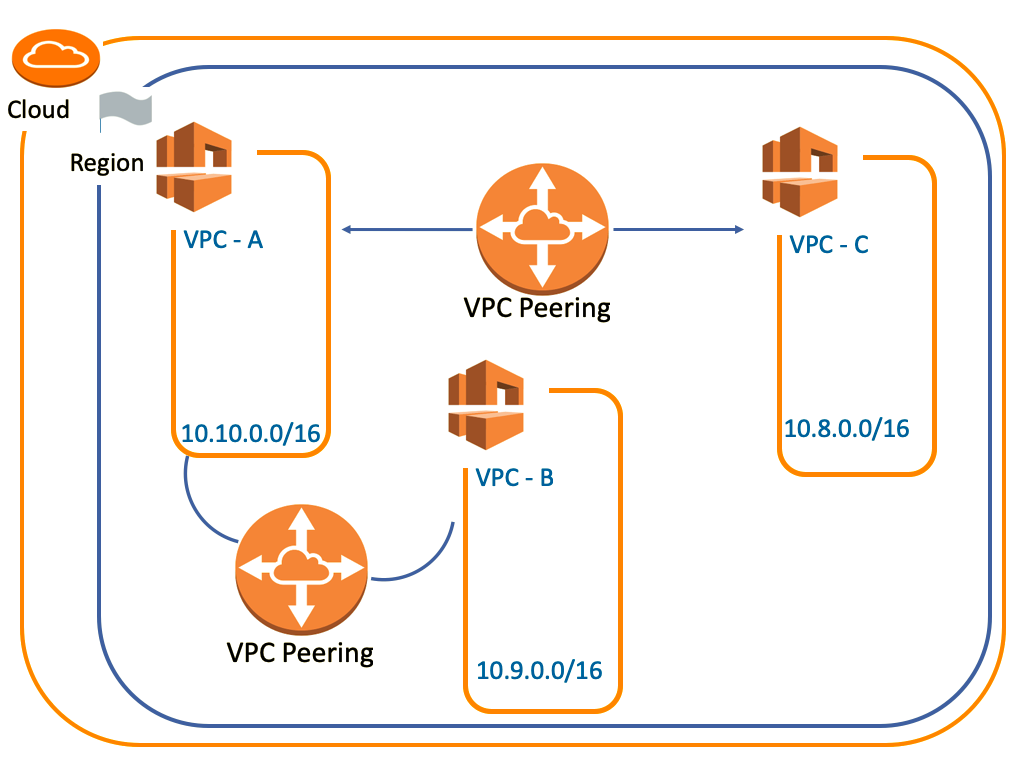 Cloud
Region
VPC - A
10.10.0.0/16
VPC Peering
VPC - C
10.8.0.0/16
VPC - B
10.9.0.0/16
VPC Peering